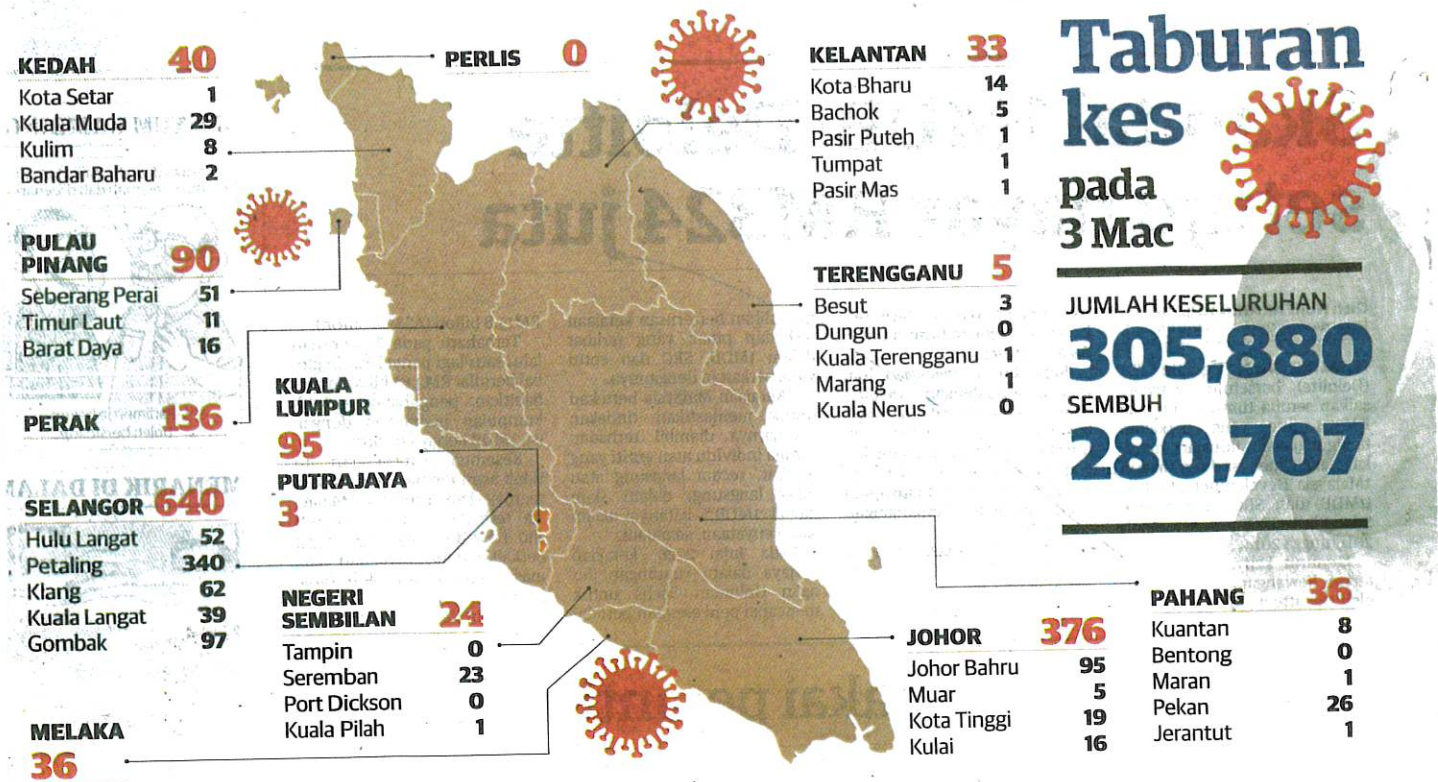 Taburan
kes
pada
3 Mac
JUMLAH KESELURUHAN
305,880
SEMBUH
280,707
KEDAH 40
Kota Setar 1
Kuala Muda 29
Kulim 8
Bandar Baharu 2
PERLIS 0
KELANTAN 33
Kota Bharu 14
Bachok 5
Pasir Puteh 1
Tumpat 1
Pasir Mas 1
PULAU
PINANG 90
Seberang Perai 51
Timur Laut 11
Barat Daya 16
TERENGGANU 5
Besut 3
Dungun 0
Kuala Terengganu 1
Marang 1
Kuala Nerus 0
PERAK 136
KUALA
LUMPUR
95
PUTRAJAYA
3
SELANGOR 640
Hulu Langat 52
Petaling 340
Klang 62
Kuala Langat 39
Gombak 97
NEGERI
SEMBILAN 24
Tampin 0
Seremban 23
Port Dickson 0
Kuala Pilah 1
MELAKA
36
JOHOR 376
Johor Bahru 95
Muar 5
Kota Tinggi 19
Kulai 16
PAHANG 36
Kuantan 8
Bentong 0
Maran 1
Pekan 26
Jerantut 1